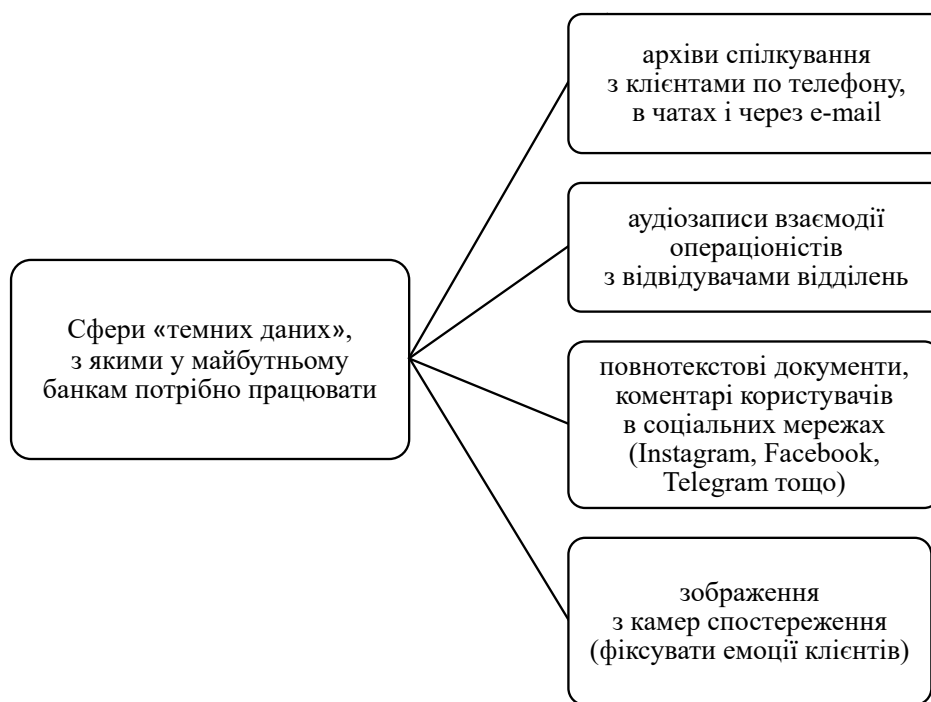 Сфери «темних даних»,
з якими у майбутньому
банкам потрібно працювати
архіви спілкування
з клієнтами по телефону,
в чатах і через e-mail
аудіозаписи взаємодії
операціоністів
з відвідувачами відділень
повнотекстові документи,
коментарі користувачів
в соціальних мережах
(Instagram, Facebook,
Telegram тощо)
зображення
з камер спостереження
(фіксувати емоції клієнтів)